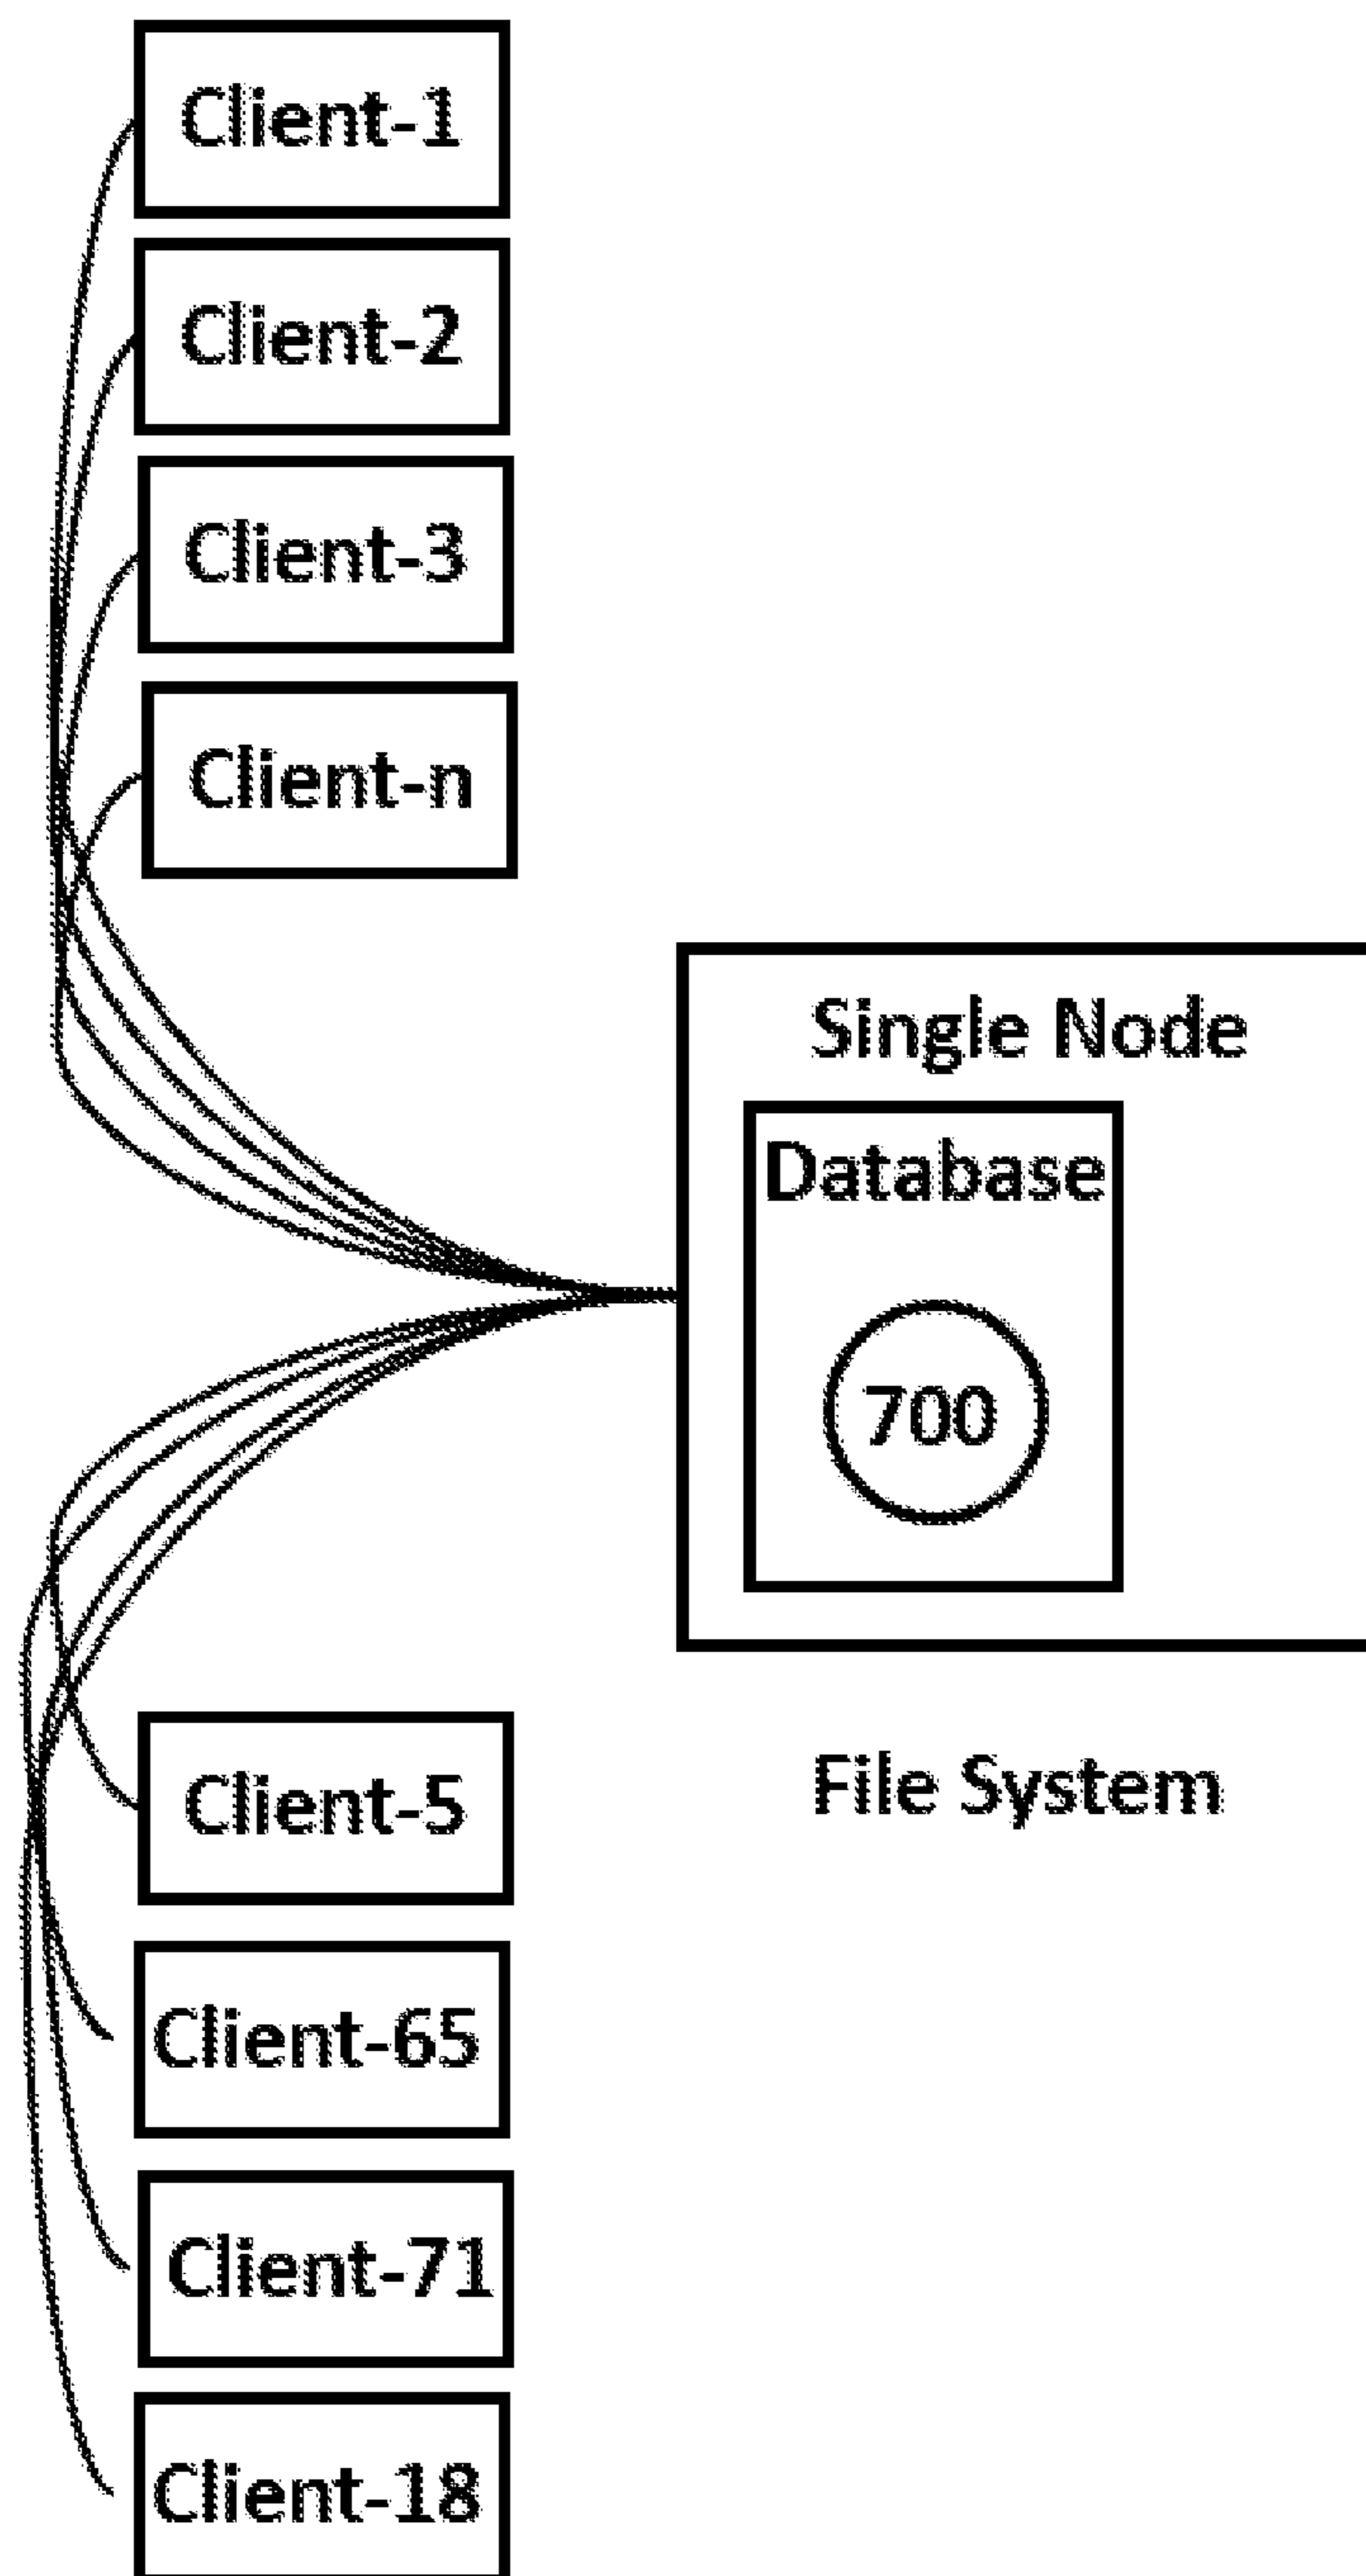 Client-1
Client-2
Client-3
Client-n
Single Node
Database
700
File System
Client-5
Client-65
Client-71
Client-18